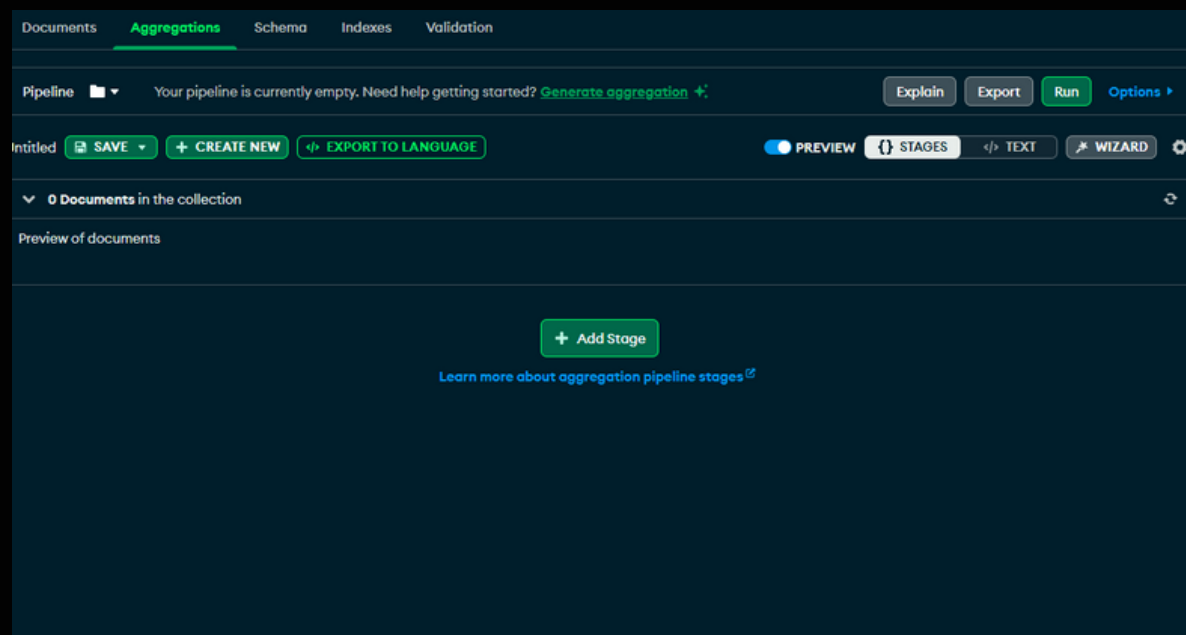 Documents Aggregations Schema Indexes Validation
Pipeline Your pipeline is currently empty. Need help getting started? Generate aggregation Explain Export Run Options
ntitled SAVE + CREATE NEW </> EXPORT TO LANGUAGE PREVIEW {} STAGES </> TEXT WIZARD
0 Documents in the collection
Preview of documents
+ Add Stage
Learn more about aggregation pipeline stages